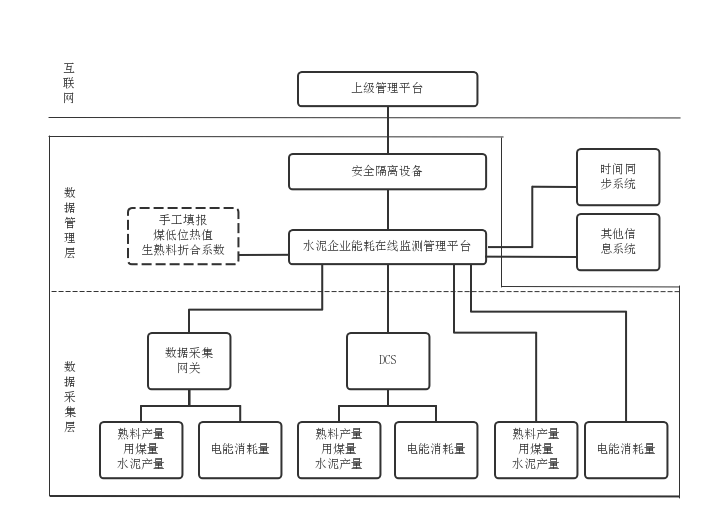 互
联
网
上级管理平台
安全隔离设备
时间同
步系统
数
据
管
理
层
手工填报
煤低位热值
生熟料折合系数
水泥企业能耗在线监测管理平台
其他信
息系统
数据采集
网关
DCS
数
据
采
集
层
熟料产量
用煤量
水泥产量
电能消耗量
熟料产量
用煤量
水泥产量
电能消耗量
熟料产量
用煤量
水泥产量
电能消耗量